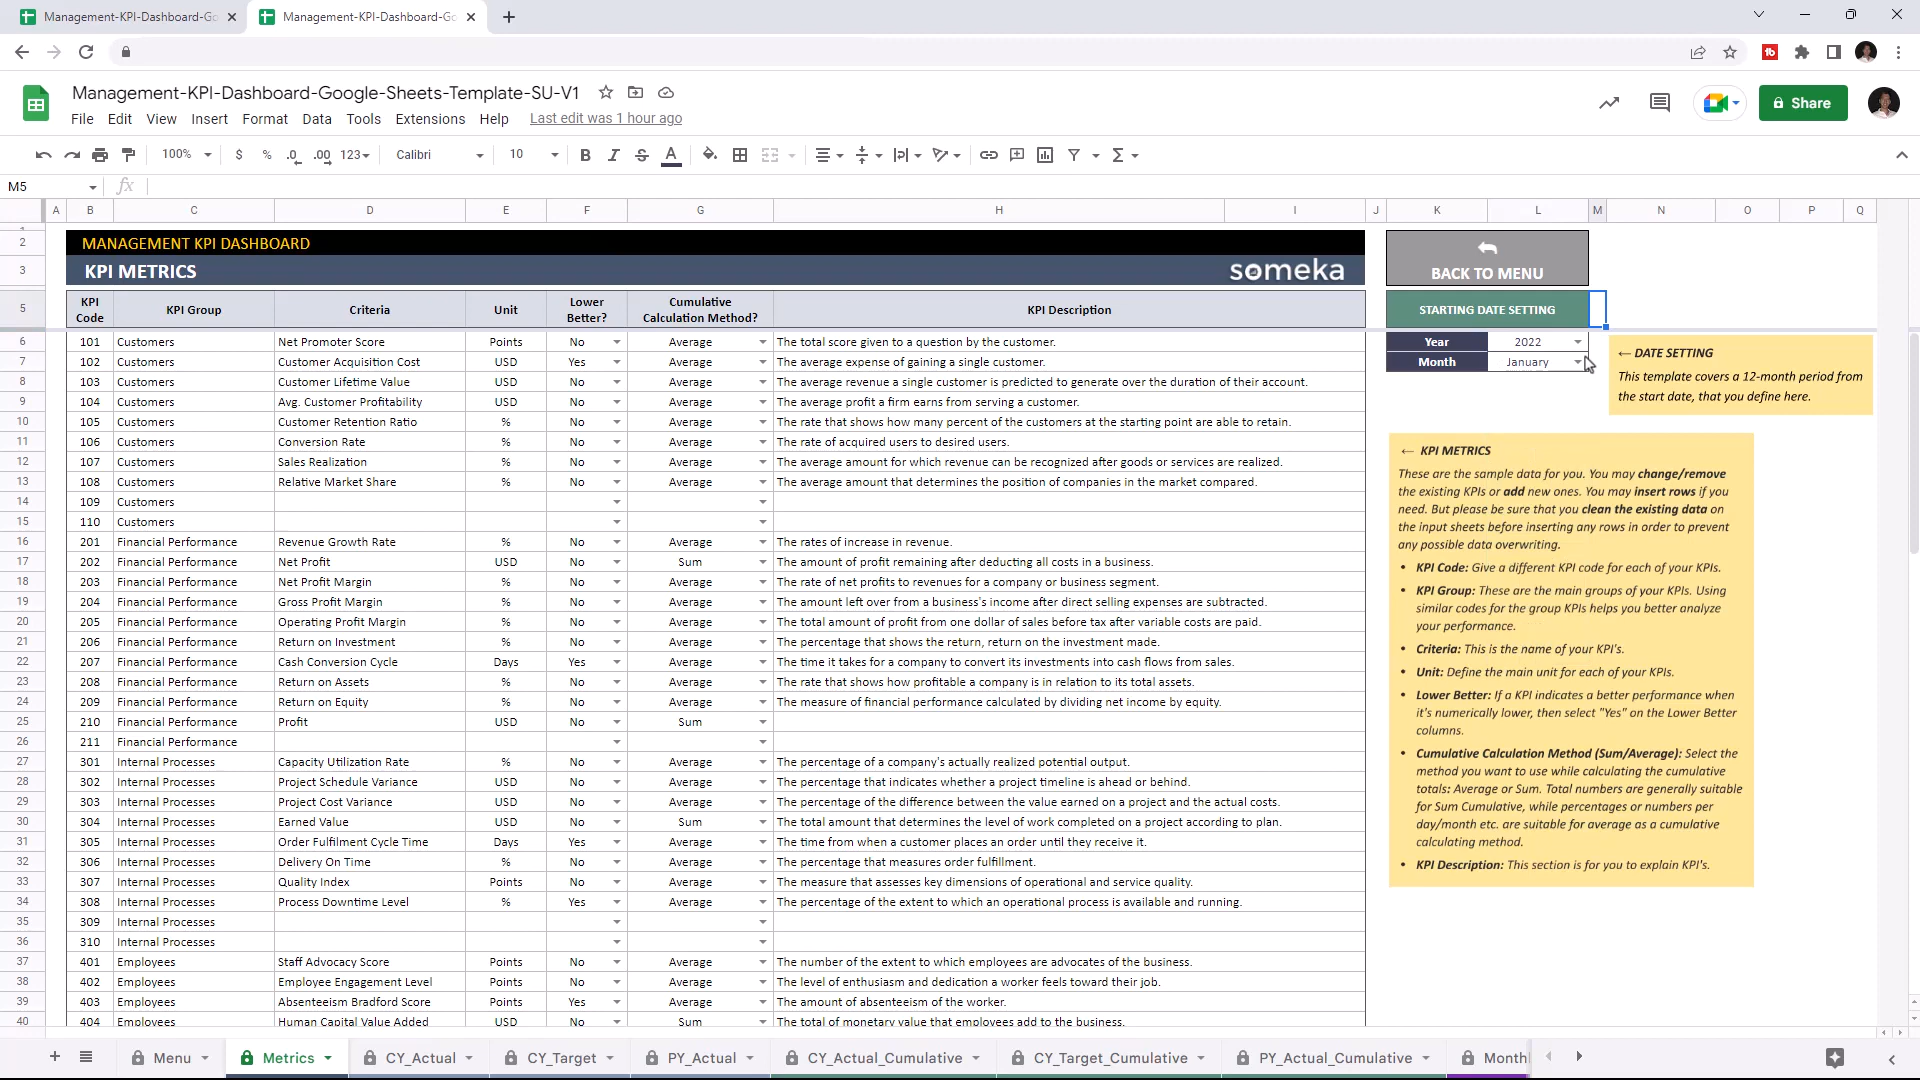 Management-KPI-Dashboard-Go
Management-KPI-Dashboard-Go
Management-KPI-Dashboard-Google-Sheets-Template-SU-V1
Share
File Edit View Insert Format Data Tools Extensions Help Last edit was 1 hour ago
100% $ % .0 .00 123 Calibri 10 B I S A Σ
M5 fx
A B C D E F G H I J K L M N O P Q
2 MANAGEMENT KPI DASHBOARD
3 KPI METRICS someka BACK TO MENU
5 KPI Code KPI Group Criteria Unit Lower Better? Cumulative Calculation Method? KPI Description STARTING DATE SETTING
6 101 Customers Net Promoter Score Points No Average The total score given to a question by the customer. Year 2022
7 102 Customers Customer Acquisition Cost USD Yes Average The average expense of gaining a single customer. Month January
8 103 Customers Customer Lifetime Value USD No Average The average revenue a single customer is predicted to generate over the duration of their account.
9 104 Customers Avg. Customer Profitability USD No Average The average profit a firm earns from serving a customer.
10 105 Customers Customer Retention Ratio % No Average The rate that shows how many percent of the customers at the starting point are able to retain.
11 106 Customers Conversion Rate % No Average The rate of acquired users to desired users.
12 107 Customers Sales Realization % No Average The average amount for which revenue can be recognized after goods or services are realized.
13 108 Customers Relative Market Share % No Average The average amount that determines the position of companies in the market compared.
14 109 Customers
15 110 Customers
16 201 Financial Performance Revenue Growth Rate % No Average The rates of increase in revenue.
17 202 Financial Performance Net Profit USD No Sum The amount of profit remaining after deducting all costs in a business.
18 203 Financial Performance Net Profit Margin % No Average The rate of net profits to revenues for a company or business segment.
19 204 Financial Performance Gross Profit Margin % No Average The amount left over from a business's income after direct selling expenses are subtracted.
20 205 Financial Performance Operating Profit Margin % No Average The total amount of profit from one dollar of sales before tax after variable costs are paid.
21 206 Financial Performance Return on Investment % No Average The percentage that shows the return, return on the investment made.
22 207 Financial Performance Cash Conversion Cycle Days Yes Average The time it takes for a company to convert its investments into cash flows from sales.
23 208 Financial Performance Return on Assets % No Average The rate that shows how profitable a company is in relation to its total assets.
24 209 Financial Performance Return on Equity % No Average The measure of financial performance calculated by dividing net income by equity.
25 210 Financial Performance Profit USD No Sum
26 211 Financial Performance
27 301 Internal Processes Capacity Utilization Rate % No Average The percentage of a company's actually realized potential output.
28 302 Internal Processes Project Schedule Variance USD No Average The percentage that indicates whether a project timeline is ahead or behind.
29 303 Internal Processes Project Cost Variance USD No Average The percentage of the difference between the value earned on a project and the actual costs.
30 304 Internal Processes Earned Value USD No Sum The total amount that determines the level of work completed on a project according to plan.
31 305 Internal Processes Order Fulfilment Cycle Time Days Yes Average The time from when a customer places an order until they receive it.
32 306 Internal Processes Delivery On Time % No Average The percentage that measures order fulfillment.
33 307 Internal Processes Quality Index Points No Average The measure that assesses key dimensions of operational and service quality.
34 308 Internal Processes Process Downtime Level % Yes Average The percentage of the extent to which an operational process is available and running.
35 309 Internal Processes
36 310 Internal Processes
37 401 Employees Staff Advocacy Score Points No Average The number of the extent to which employees are advocates of the business.
38 402 Employees Employee Engagement Level Points No Average The level of enthusiasm and dedication a worker feels toward their job.
39 403 Employees Absenteeism Bradford Score Points Yes Average The amount of absenteeism of the worker.
40 404 Employees Human Capital Value Added USD No Sum The total of monetary value that employees add to the business.
← DATE SETTING
This template covers a 12-month period from
the start date, that you define here.
← KPI METRICS
These are the sample data for you. You may change/remove
the existing KPIs or add new ones. You may insert rows if you
need. But please be sure that you clean the existing data on
the input sheets before inserting any rows in order to prevent
any possible data overwriting.
• KPI Code: Give a different KPI code for each of your KPIs.
• KPI Group: These are the main groups of your KPIs. Using
similar codes for the group KPIs helps you better analyze
your performance.
• Criteria: This is the name of your KPI's.
• Unit: Define the main unit for each of your KPIs.
• Lower Better: If a KPI indicates a better performance when
it's numerically lower, then select "Yes" on the Lower Better
columns.
• Cumulative Calculation Method (Sum/Average): Select the
method you want to use while calculating the cumulative
totals: Average or Sum. Total numbers are generally suitable
for Sum Cumulative, while percentages or numbers per
day/month etc. are suitable for average as a cumulative
calculating method.
• KPI Description: This section is for you to explain KPI's.
Menu Metrics CY_Actual CY_Target PY_Actual CY_Actual_Cumulative CY_Target_Cumulative PY_Actual_Cumulative Monthl